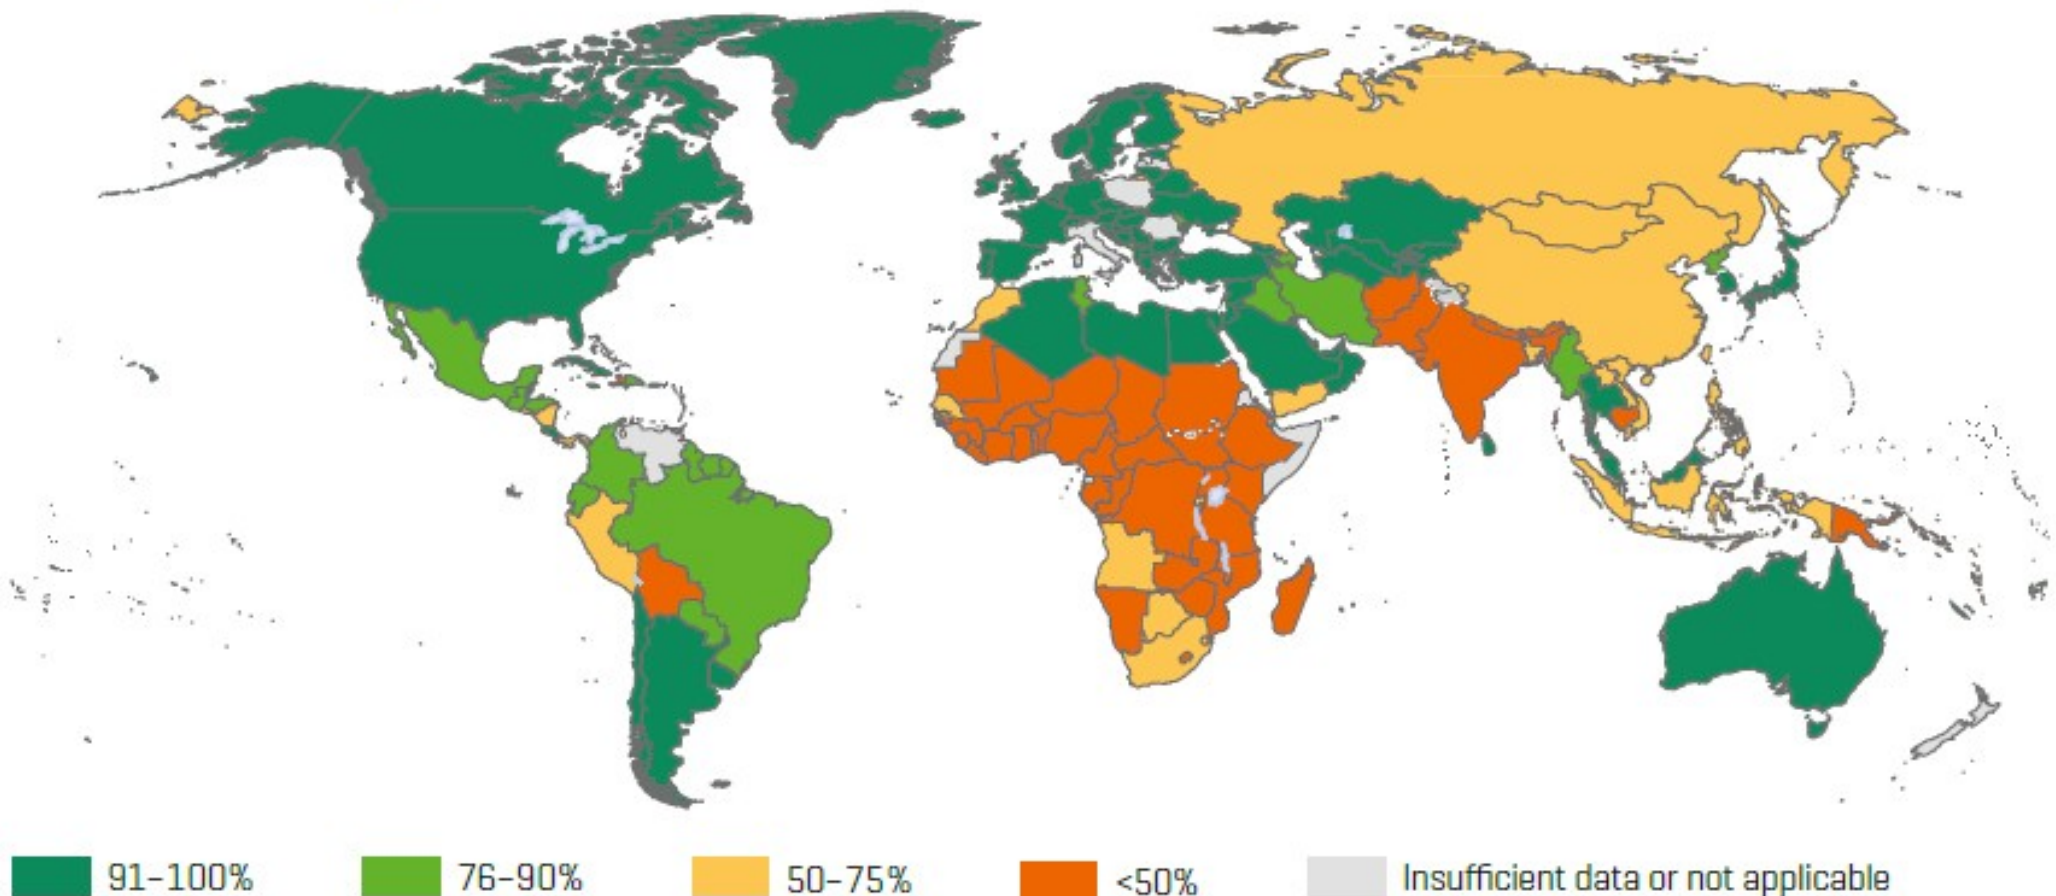 91–100%
76–90%
50–75%
<50%
Insufficient data or not applicable